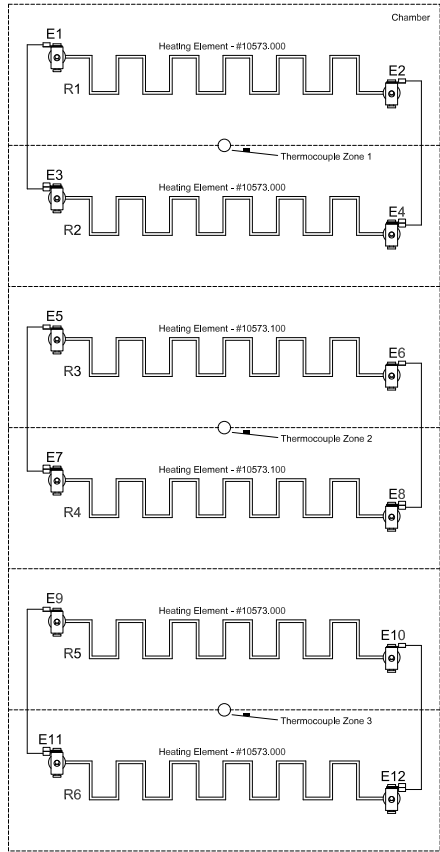 Chamber
E1
Heating Element - #10573.000
E2
R1
Thermocouple Zone 1
E3
Heating Element - #10573.000
E4
R2
E5
Heating Element - #10573.100
E6
R3
Thermocouple Zone 2
E7
Heating Element - #10573.100
E8
R4
E9
Heating Element - #10573.000
E10
R5
Thermocouple Zone 3
E11
Heating Element - #10573.000
E12
R6